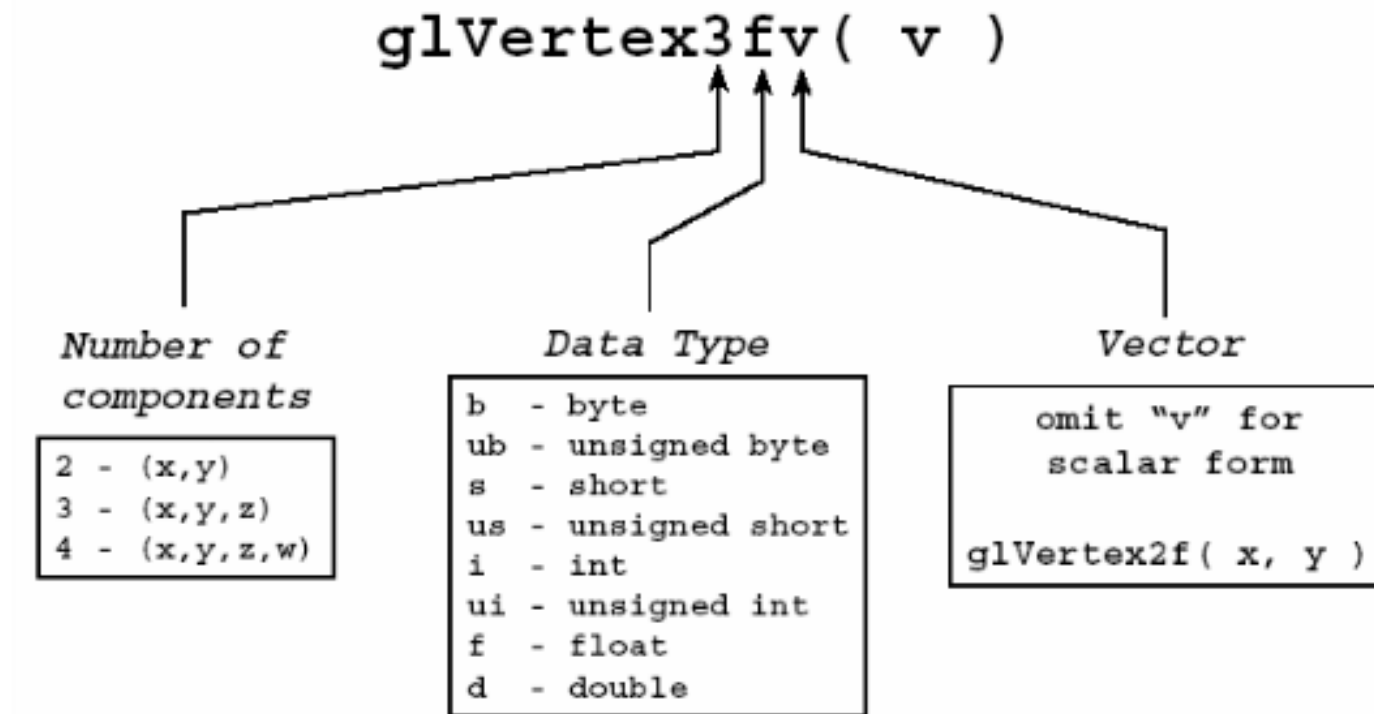 glVertex3fv( v )
Number of
components
2 - (x,y)
3 - (x,y,z)
4 - (x,y,z,w)
Data Type
b - byte
ub - unsigned byte
s - short
us - unsigned short
i - int
ui - unsigned int
f - float
d - double
Vector
omit “v” for
scalar form
glVertex2f( x, y )